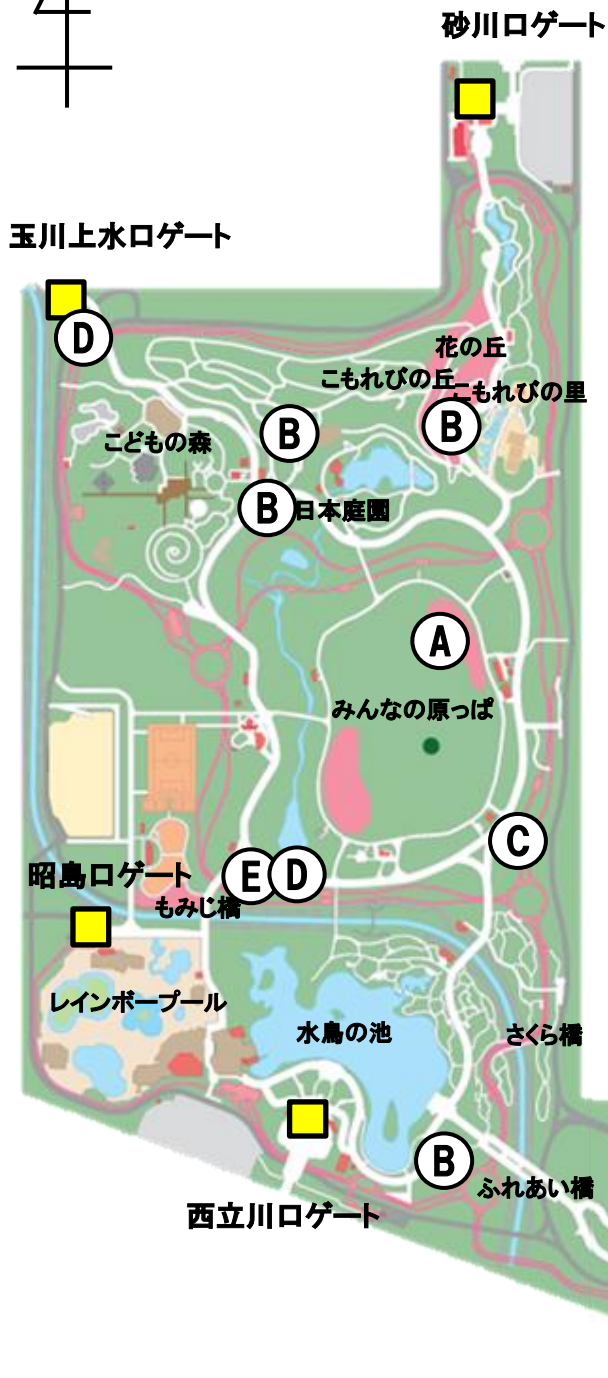 砂川口ゲート
玉川上水口ゲート
D
花の丘
こもれびの丘
こもれびの里
こどもの森
B
B
B
日本庭園
A
みんなの原っぱ
C
昭島口ゲート
E
D
もみじ橋
レインボープール
水鳥の池
さくら橋
B
ふれあい橋
西立川口ゲート